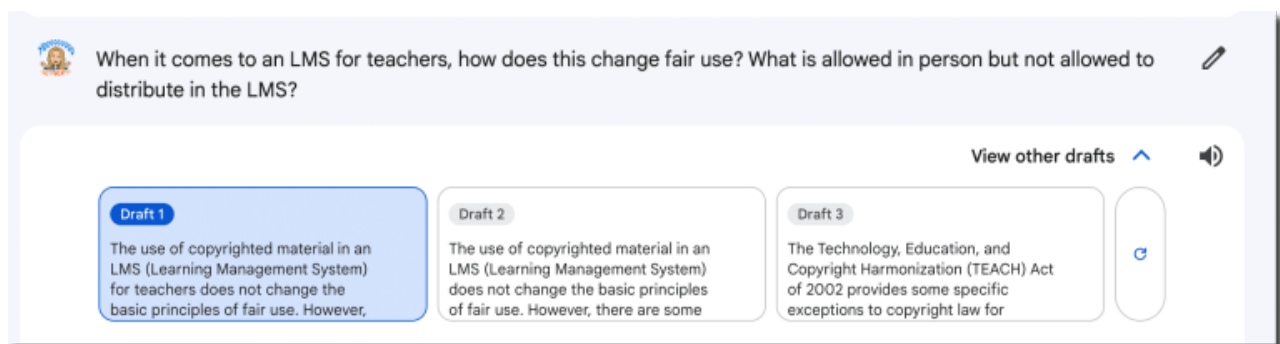 When it comes to an LMS for teachers, how does this change fair use? What is allowed in person but not allowed to
distribute in the LMS?
View other drafts
Draft 1
The use of copyrighted material in an
LMS (Learning Management System)
for teachers does not change the
basic principles of fair use. However,
Draft 2
The use of copyrighted material in an
LMS (Learning Management System)
does not change the basic principles
of fair use. However, there are some
Draft 3
The Technology, Education, and
Copyright Harmonization (TEACH) Act
of 2002 provides some specific
exceptions to copyright law for